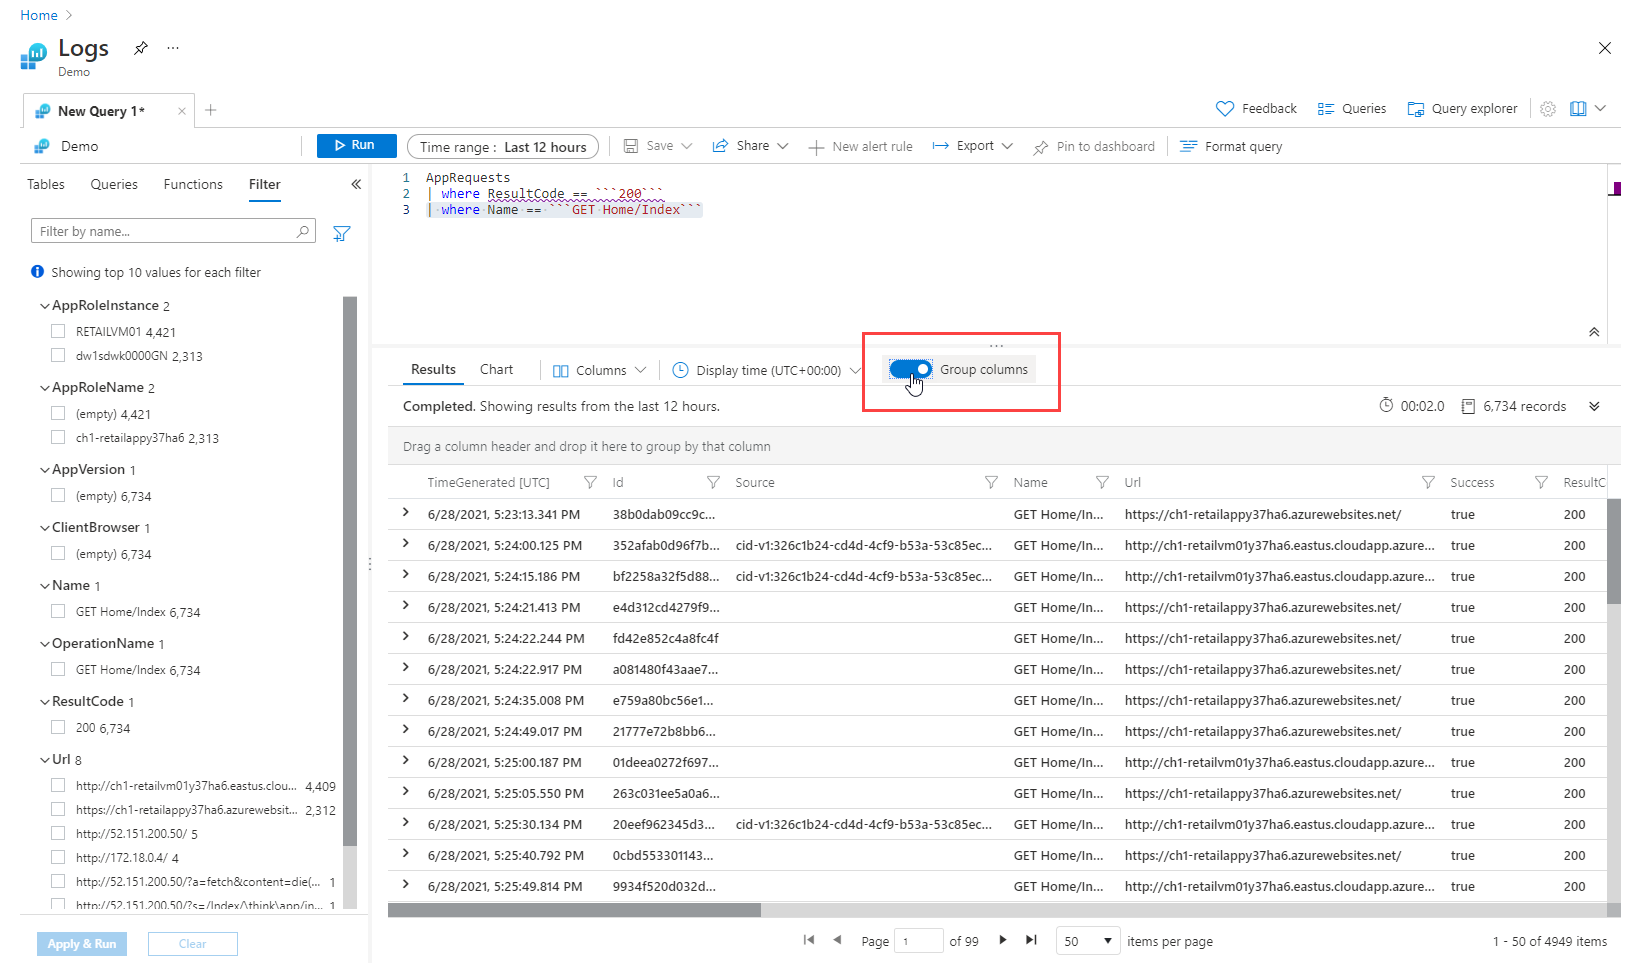 Home
Logs
Demo
New Query 1*
Feedback
Queries
Query explorer
Demo
Run
Time range : Last 12 hours
Save
Share
New alert rule
Export
Pin to dashboard
Format query
Tables
Queries
Functions
Filter
Filter by name...
Showing top 10 values for each filter
AppRoleInstance 2
RETAILVM01 4,421
dw1sdwk0000GN 2,313
AppRoleName 2
(empty) 4,421
ch1-retailappy37ha6 2,313
AppVersion 1
(empty) 6,734
ClientBrowser 1
(empty) 6,734
Name 1
GET Home/Index 6,734
OperationName 1
GET Home/Index 6,734
ResultCode 1
200 6,734
Url 8
http://ch1-retailvm01y37ha6.eastus.clou... 4,409
https://ch1-retailappy37ha6.azurewebsit... 2,312
http://52.151.200.50/ 5
http://172.18.0.4/ 4
http://52.151.200.50/?a=fetch&content=die(... 1
http://52.151.200.50/?s=/Index/\think\app/in... 1
Apply & Run
Clear
1 AppRequests
2 | where ResultCode == ```200```
3 | where Name == ```GET Home/Index```
Results
Chart
Columns
Display time (UTC+00:00)
Group columns
Completed. Showing results from the last 12 hours.
00:02.0
6,734 records
Drag a column header and drop it here to group by that column
TimeGenerated [UTC] Id Source Name Url Success ResultC
6/28/2021, 5:23:13.341 PM 38b0dab09cc9c... GET Home/In... https://ch1-retailappy37ha6.azurewebsites.net/ true 200
6/28/2021, 5:24:00.125 PM 352afab0d96f7b... cid-v1:326c1b24-cd4d-4cf9-b53a-53c85ec... GET Home/In... http://ch1-retailvm01y37ha6.eastus.cloudapp.azure... true 200
6/28/2021, 5:24:15.186 PM bf2258a32f5d88... cid-v1:326c1b24-cd4d-4cf9-b53a-53c85ec... GET Home/In... http://ch1-retailvm01y37ha6.eastus.cloudapp.azure... true 200
6/28/2021, 5:24:21.413 PM e4d312cd4279f9... GET Home/In... https://ch1-retailappy37ha6.azurewebsites.net/ true 200
6/28/2021, 5:24:22.244 PM fd42e852c4a8fc4f GET Home/In... https://ch1-retailappy37ha6.azurewebsites.net/ true 200
6/28/2021, 5:24:22.917 PM a081480f43aae7... GET Home/In... https://ch1-retailappy37ha6.azurewebsites.net/ true 200
6/28/2021, 5:24:35.008 PM e759a80bc56e1... GET Home/In... https://ch1-retailappy37ha6.azurewebsites.net/ true 200
6/28/2021, 5:24:49.017 PM 21777e72b8bb6... GET Home/In... https://ch1-retailappy37ha6.azurewebsites.net/ true 200
6/28/2021, 5:25:00.187 PM 01deea0272f697... GET Home/In... https://ch1-retailappy37ha6.azurewebsites.net/ true 200
6/28/2021, 5:25:05.550 PM 263c031ee5a0a6... GET Home/In... https://ch1-retailappy37ha6.azurewebsites.net/ true 200
6/28/2021, 5:25:30.134 PM 20eef962345d3... cid-v1:326c1b24-cd4d-4cf9-b53a-53c85ec... GET Home/In... http://ch1-retailvm01y37ha6.eastus.cloudapp.azure... true 200
6/28/2021, 5:25:40.792 PM 0cbd553301143... GET Home/In... https://ch1-retailappy37ha6.azurewebsites.net/ true 200
6/28/2021, 5:25:49.814 PM 9934f520d032d... GET Home/In... http://ch1-retailvm01y37ha6.eastus.cloudapp.azure... true 200
Page 1 of 99
50 items per page
1 - 50 of 4949 items